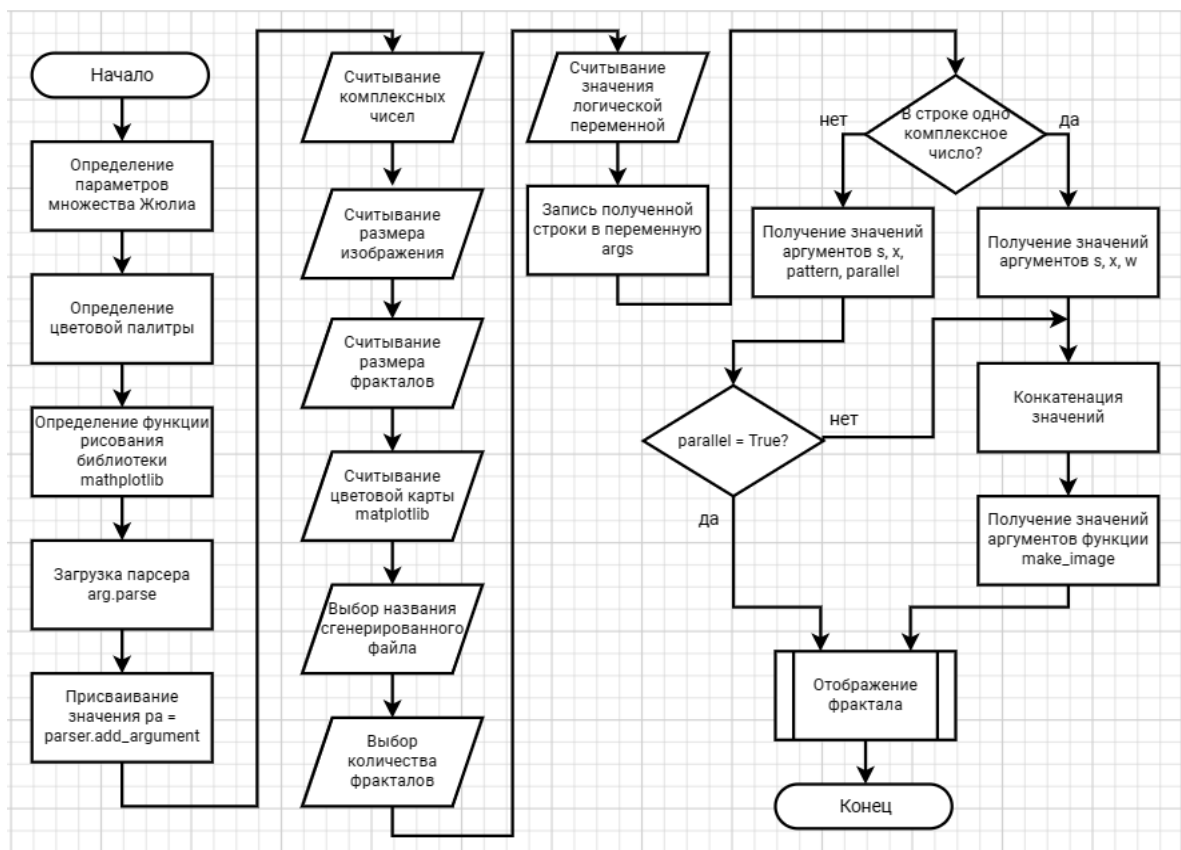 Начало
Определение
параметров
множества Жюлиа
Определение
цветовой палитры
Определение функции
рисования
библиотеки
mathplotlib
Загрузка парсера
arg.parse
Присваивание
значения pa =
parser.add_argument
Считывание
комплексных
чисел
Считывание
размера
изображения
Считывание
размера
фракталов
Считывание
цветовой карты
matplotlib
Выбор названия
сгенерированного
файла
Выбор
количества
фракталов
Считывание
значения
логической
переменной
Запись полученной
строки в переменную
args
В строке одно
комплексное
число?
нет
да
Получение значений
аргументов s, x,
pattern, parallel
Получение значений
аргументов s, x, w
parallel = True?
нет
да
Конкатенация
значений
Получение значений
аргументов функции
make_image
Отображение
фрактала
Конец